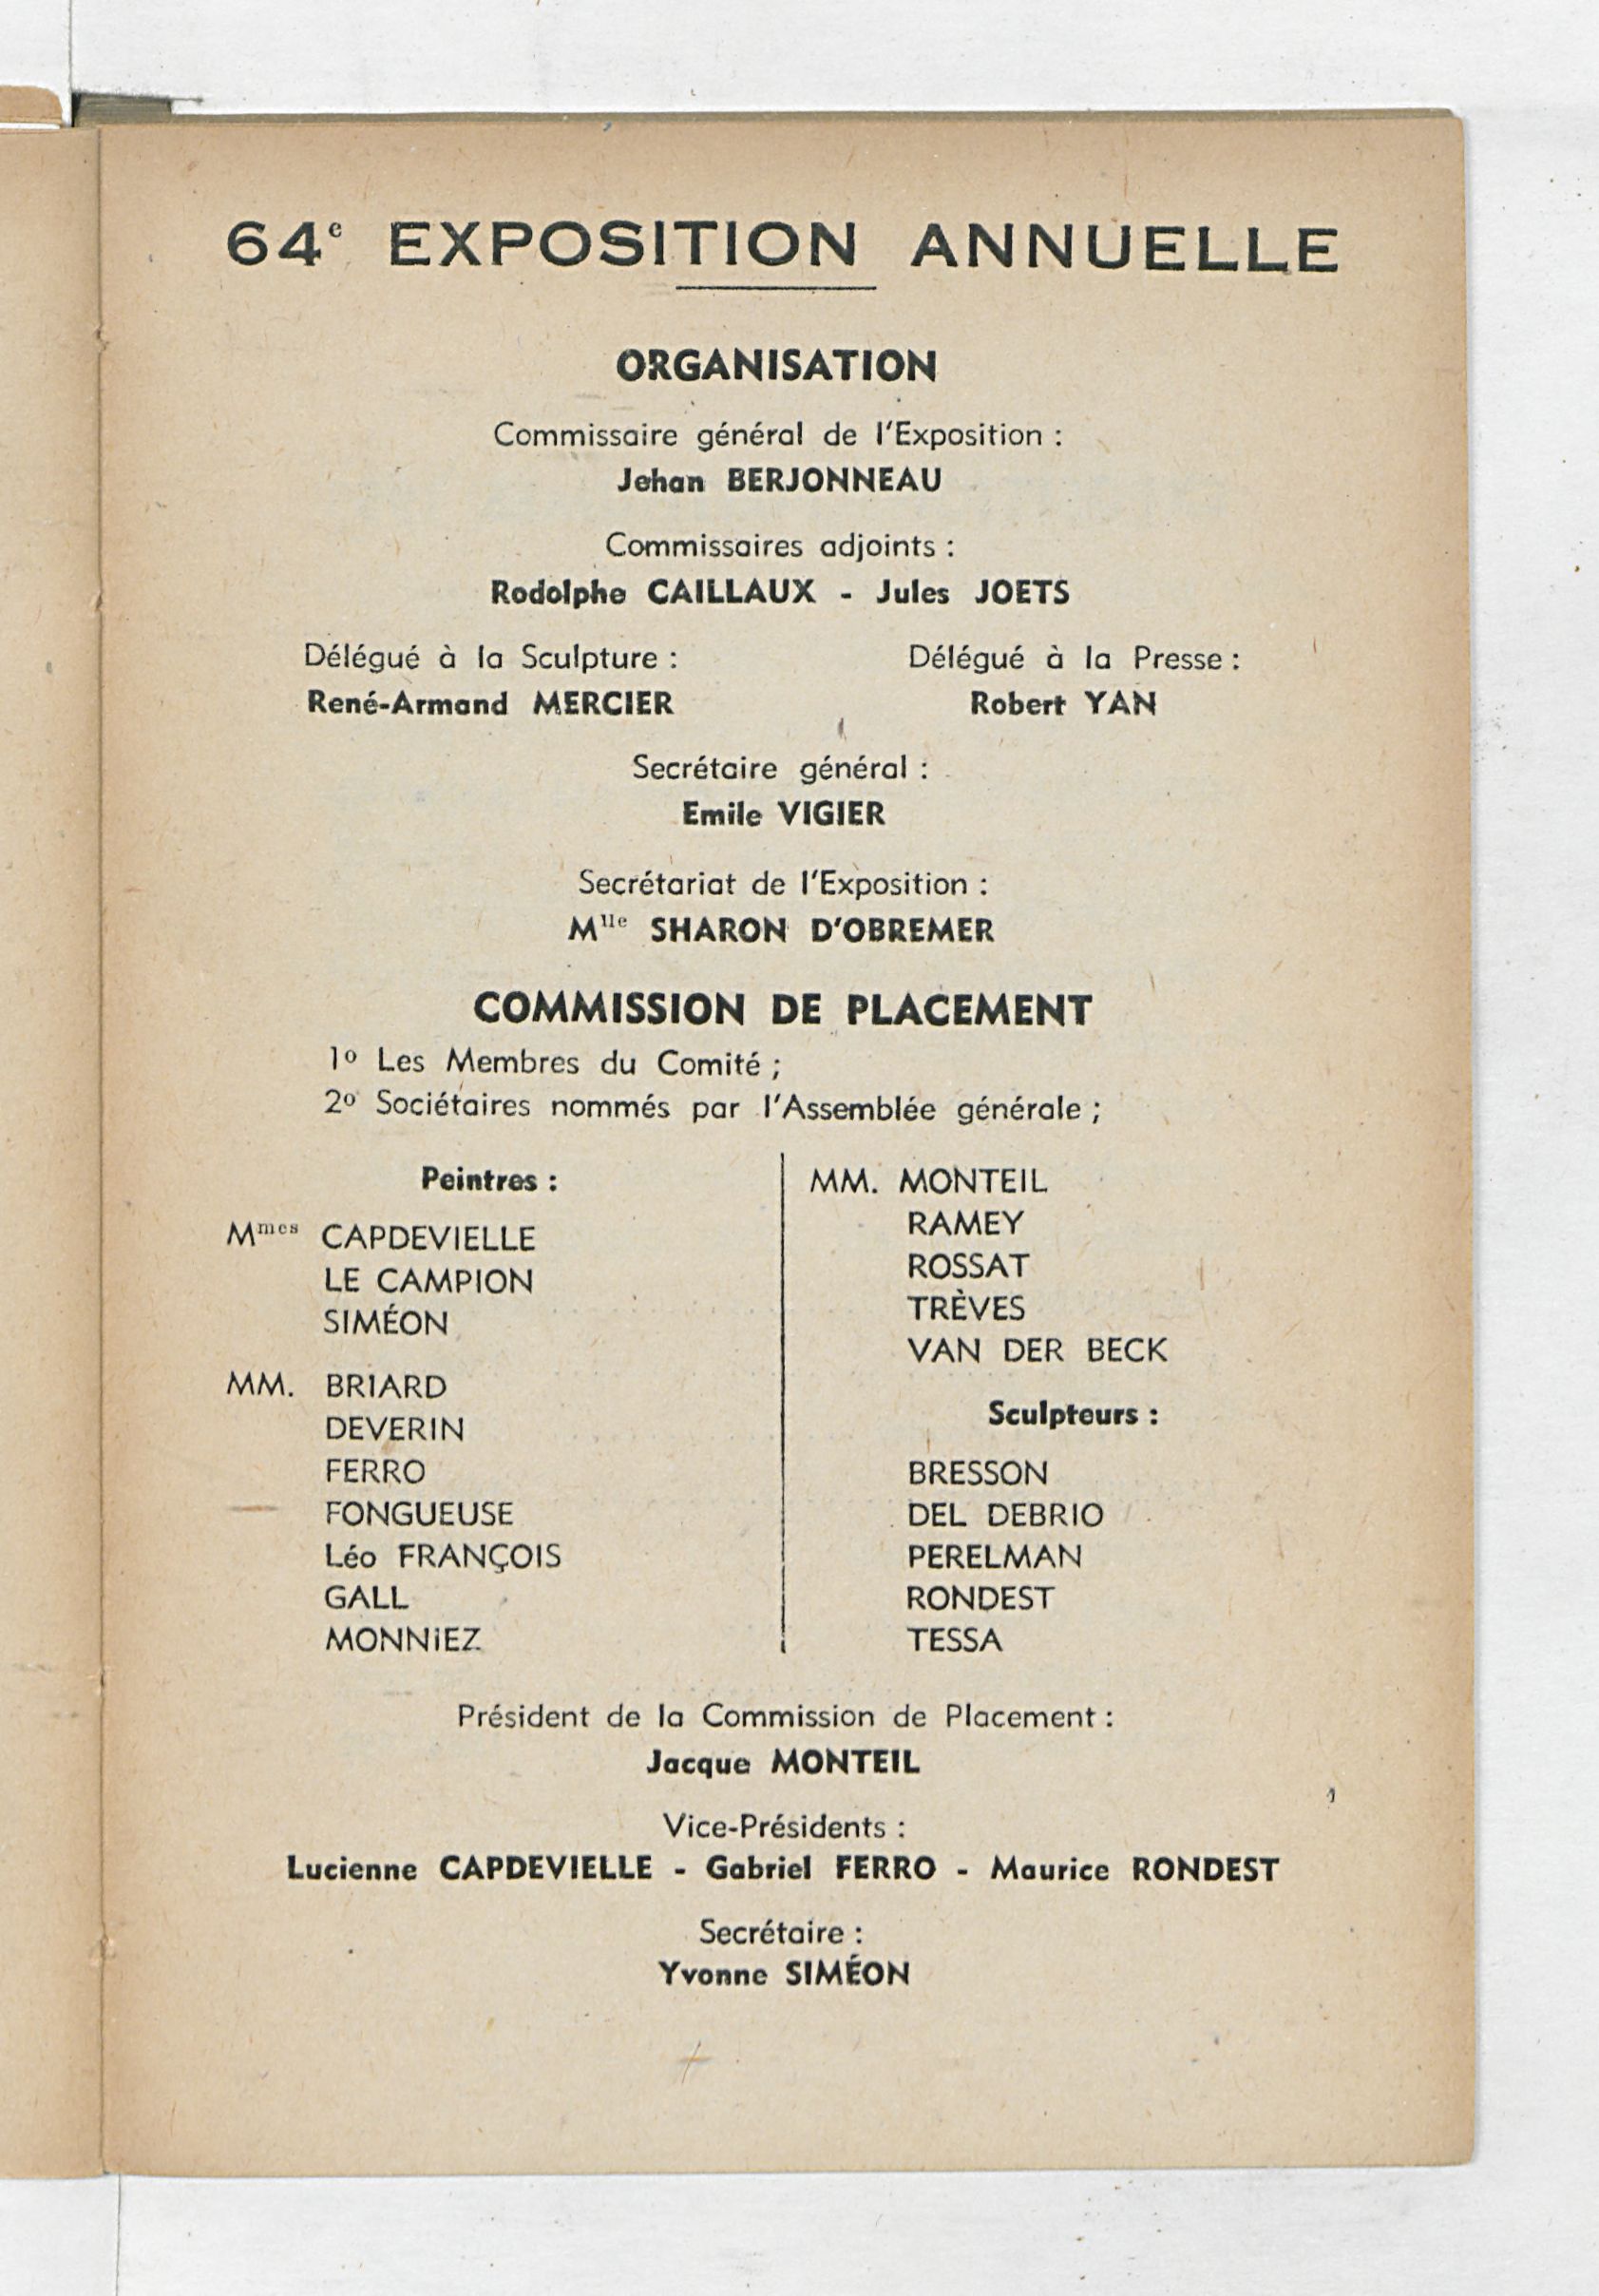 64e EXPOSITION ANNUELLE
ORGANISATION
Commissaire général de l'Exposition :
Jehan BERJONNEAU
Commissaires adjoints :
Rodolphe CAILLAUX - Jules JOETS
Délégué à la Sculpture :
René-Armand MERCIER
Délégué à la Presse :
Robert YAN
Secrétaire général :
Emile VIGIER
Secrétariat de l'Exposition :
Mlle SHARON D'OBREMER
COMMISSION DE PLACEMENT
1o Les Membres du Comité ;
2o Sociétaires nommés par l'Assemblée générale ;
Peintres :
Mmes CAPDEVIELLE
LE CAMPION
SIMÉON
MM. BRIARD
DEVERIN
FERRO
FONGUEUSE
Léo FRANÇOIS
GALL
MONNiEZ
MM. MONTEIL
RAMEY
ROSSAT
TRÈVES
VAN DER BECK
Sculpteurs :
BRESSON
DEL DEBRIO
PERELMAN
RONDEST
TESSA
Président de la Commission de Placement :
Jacque MONTEIL
Vice-Présidents :
Lucienne CAPDEVIELLE - Gabriel FERRO - Maurice RONDEST
Secrétaire :
Yvonne SIMÉON